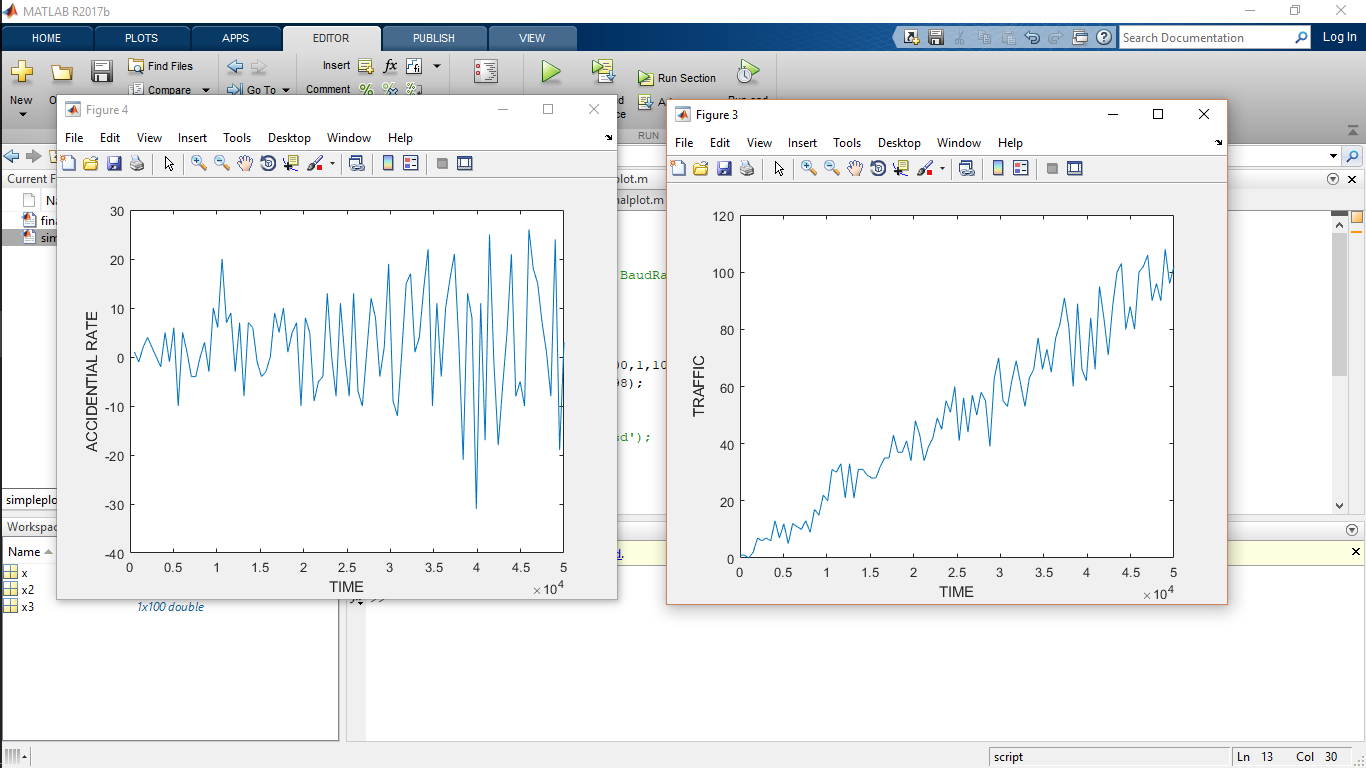 MATLAB R2017b
HOME PLOTS APPS EDITOR PUBLISH VIEW
Search Documentation
Log In
New
Find Files
Compare
Go To
Insert
fx
Comment
Run Section
RUN
Figure 4
File Edit View Insert Tools Desktop Window Help
30
20
10
0
-10
-20
-30
-40
ACCIDENTIAL RATE
0 0.5 1 1.5 2 2.5 3 3.5 4 4.5 5
TIME
×10^4
Figure 3
File Edit View Insert Tools Desktop Window Help
120
100
80
60
40
20
0
TRAFFIC
0 0.5 1 1.5 2 2.5 3 3.5 4 4.5 5
TIME
×10^4
Current F
fin
sim
plot.m
nalplot.m
BaudRa
00,1,10
98);
sd');
d.
simpleplo
Workspac
Name
x
x2
x3
1x100 double
fx >>
script
Ln 13 Col 30